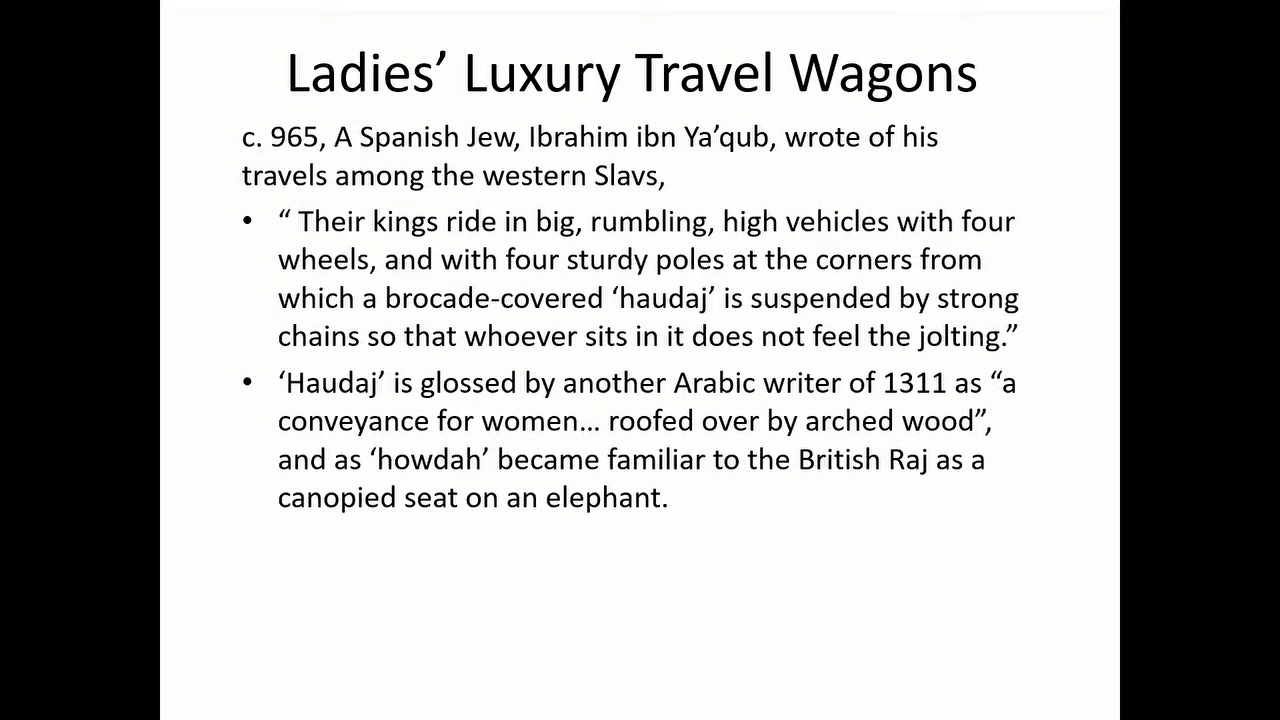 Ladies’ Luxury Travel Wagons
c. 965, A Spanish Jew, Ibrahim ibn Ya’qub, wrote of his
travels among the western Slavs,
• “ Their kings ride in big, rumbling, high vehicles with four
wheels, and with four sturdy poles at the corners from
which a brocade-covered ‘haudaj’ is suspended by strong
chains so that whoever sits in it does not feel the jolting.”
• ‘Haudaj’ is glossed by another Arabic writer of 1311 as “a
conveyance for women… roofed over by arched wood”,
and as ‘howdah’ became familiar to the British Raj as a
canopied seat on an elephant.